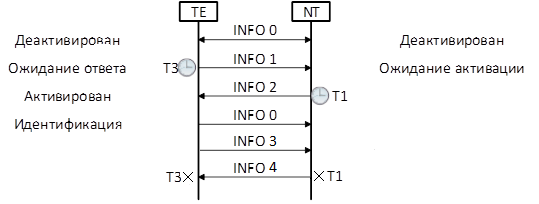 TE NT
Деактивирован INFO 0 Деактивирован
Ожидание ответа T3 INFO 1 Ожидание активации
Активирован INFO 2 T1
Идентификация INFO 0
INFO 3
T3 INFO 4 T1